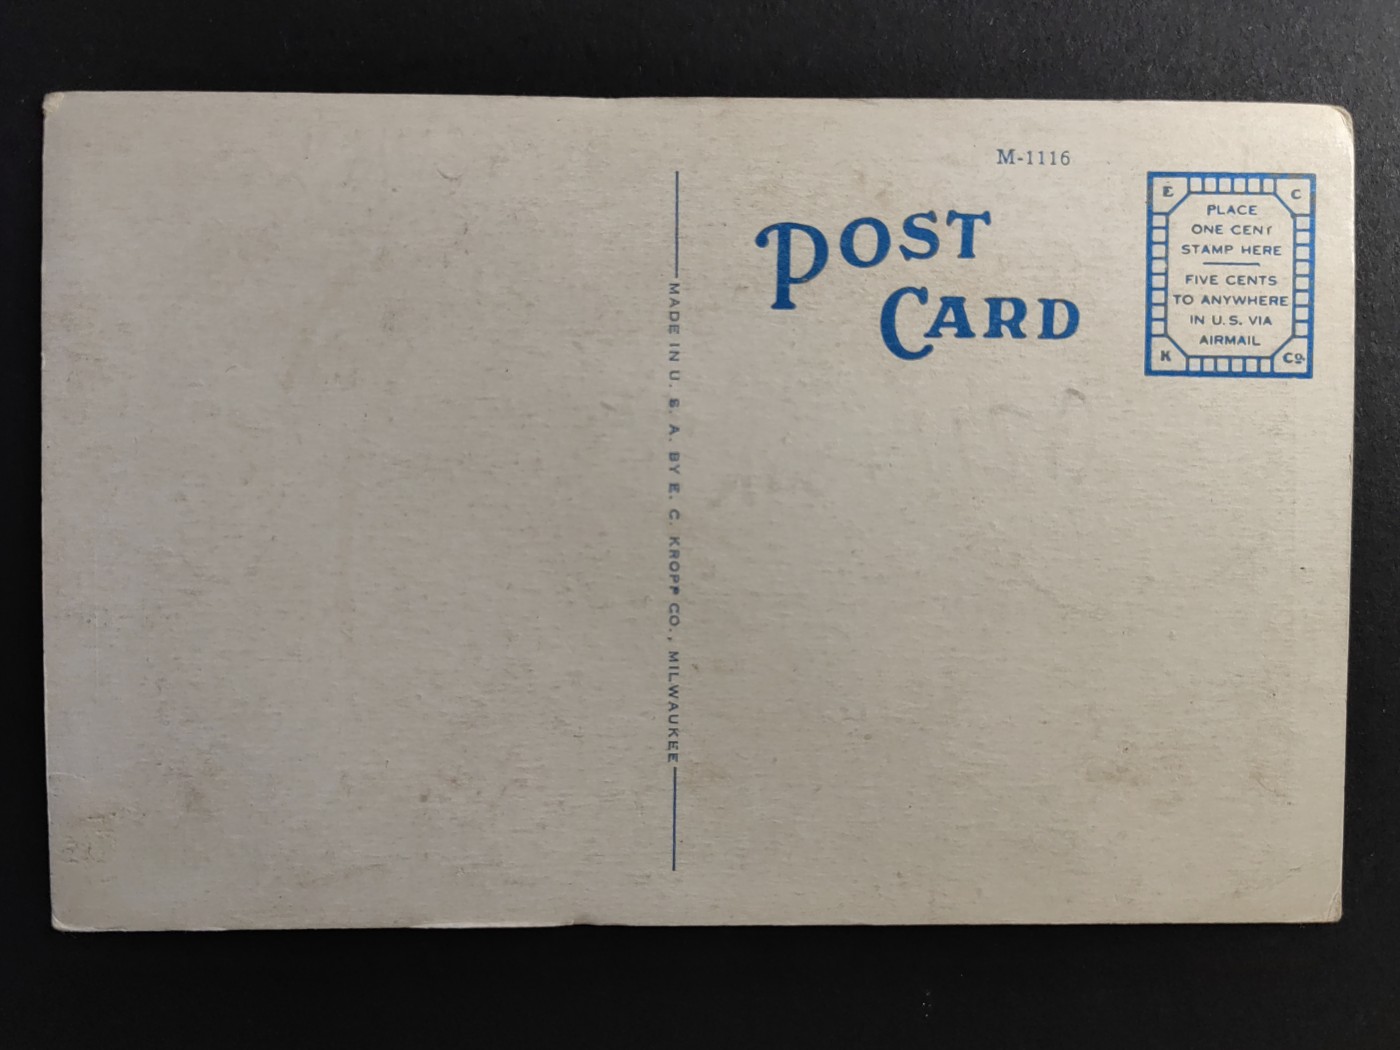 M-1116
POST
CARD
E C
PLACE
ONE CENT
STAMP HERE
FIVE CENTS
TO ANYWHERE
IN U.S. VIA
AIRMAIL
K Co.
MADE IN U. S. A. BY E. C. KROPP CO., MILWAUKEE